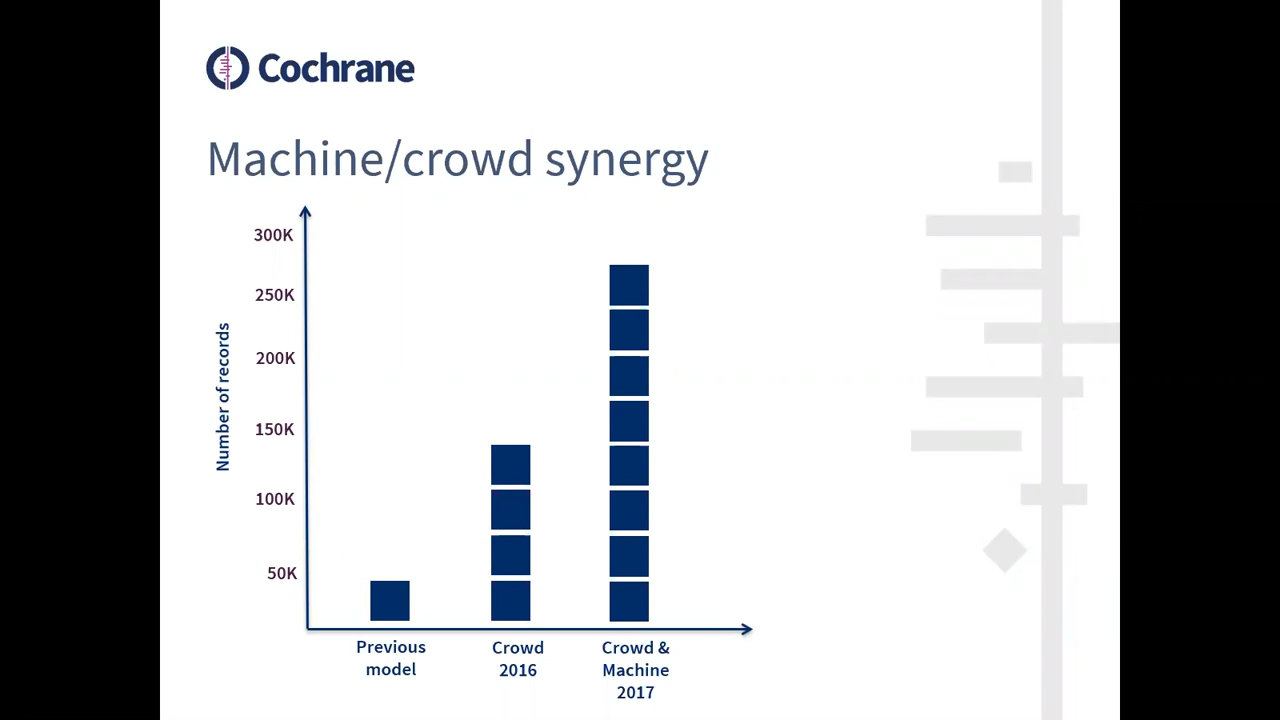 Cochrane
Machine/crowd synergy
300K
250K
200K
150K
100K
50K
Number of records
Previous
model
Crowd
2016
Crowd &
Machine
2017